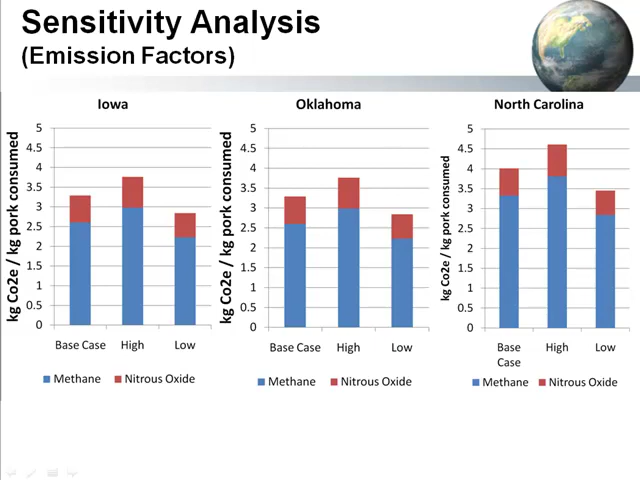 Sensitivity Analysis
(Emission Factors)
Iowa
kg Co2e / kg pork consumed
5
4.5
4
3.5
3
2.5
2
1.5
1
0.5
0
Base Case High Low
Methane Nitrous Oxide
Oklahoma
kg Co2e / kg pork consumed
5
4.5
4
3.5
3
2.5
2
1.5
1
0.5
0
Base Case High Low
Methane Nitrous Oxide
North Carolina
kg Co2e / kg pork consumed
5
4.5
4
3.5
3
2.5
2
1.5
1
0.5
0
Base High Low
Case
Methane Nitrous Oxide